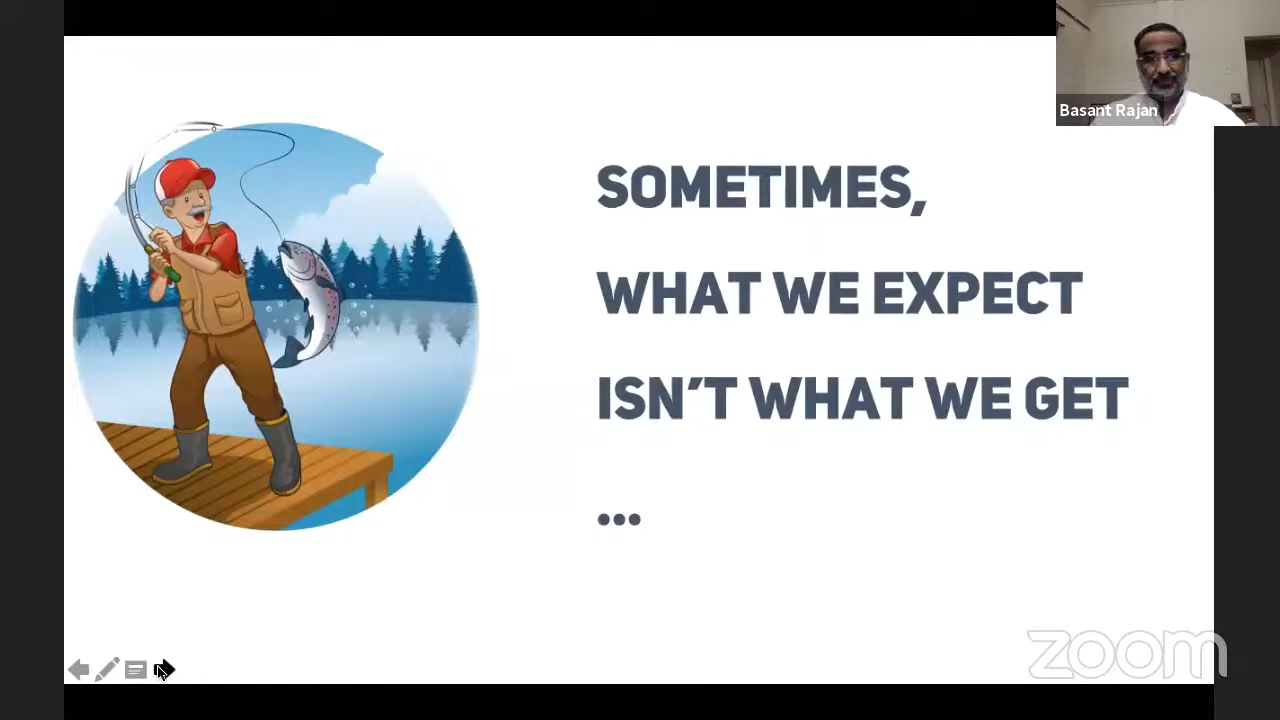 Basant Rajan
SOMETIMES,
WHAT WE EXPECT
ISN'T WHAT WE GET
...
zoom